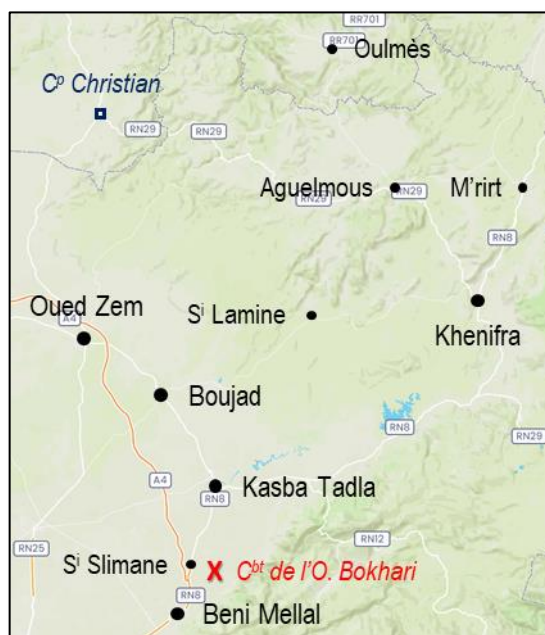 RR701
RR701
Oulmès
Cᵖ Christian
RN29
RN29
Aguelmous
RN29
M'rirt
RN29
RN8
Oued Zem
A4
Sⁱ Lamine
Khenifra
Boujad
RN8
RN29
A4
Kasba Tadla
RN8
RN12
RN25
Sⁱ Slimane
X Cᵇᵗ de l'O. Bokhari
RN8
Beni Mellal